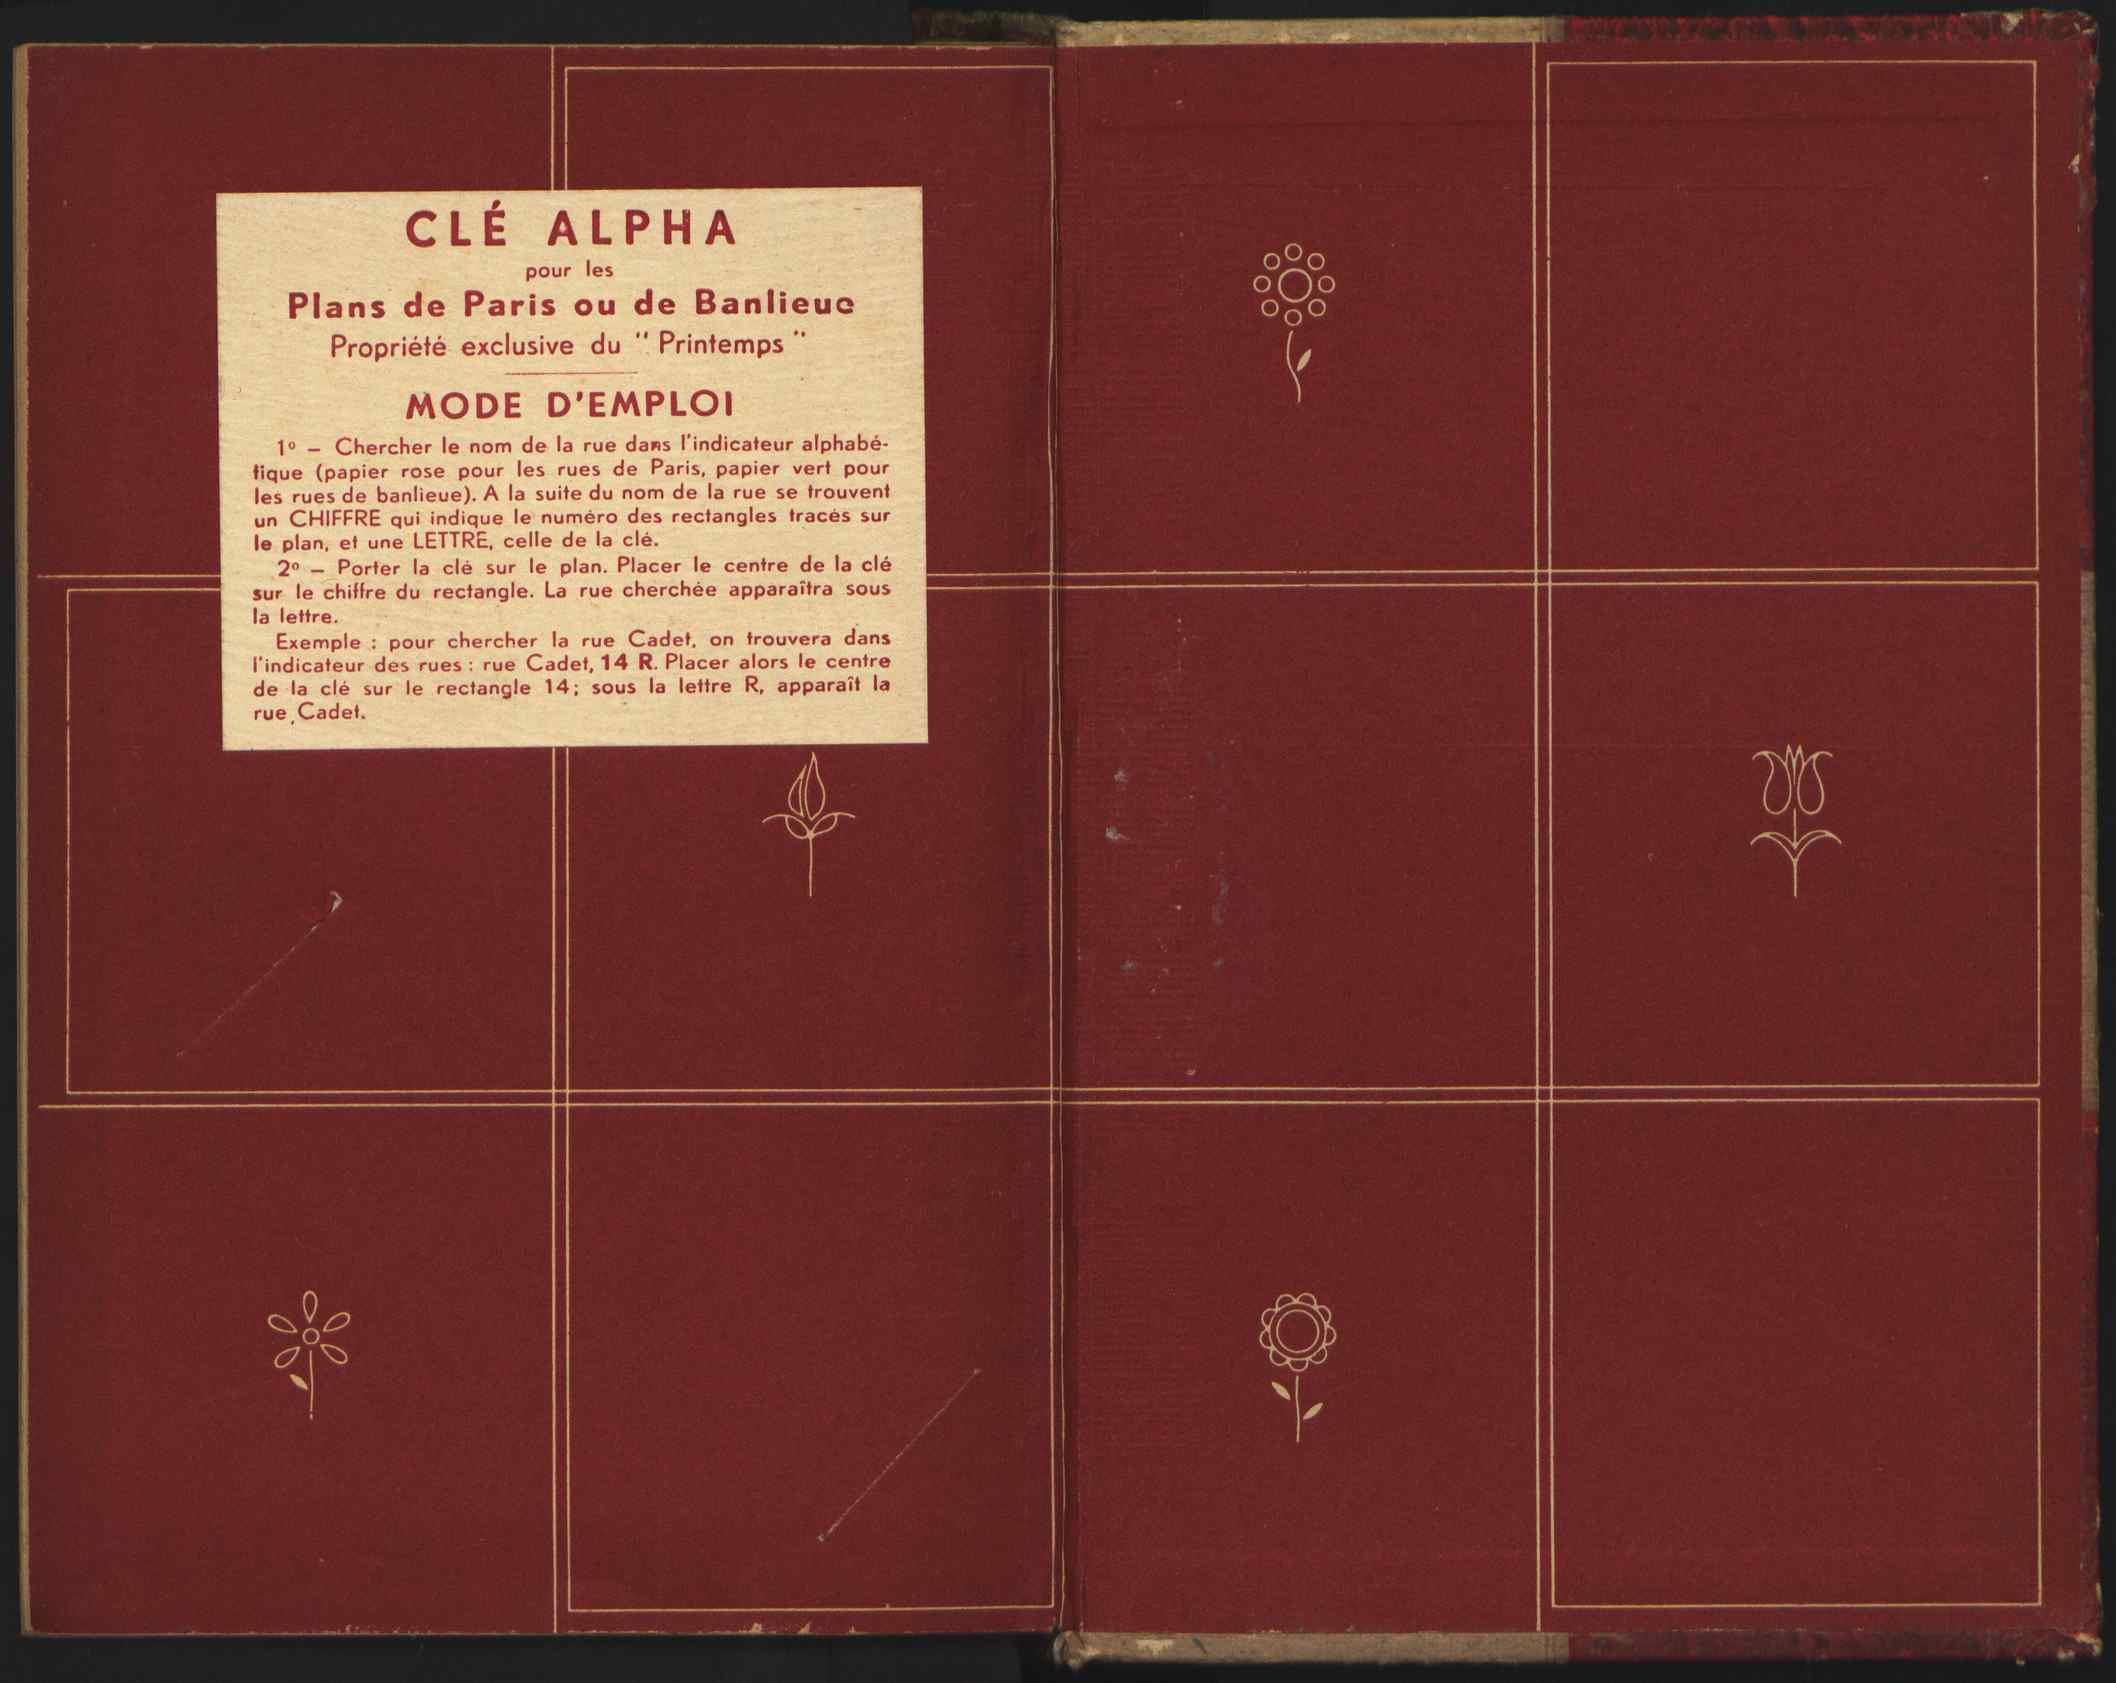 CLÉ ALPHA
pour les
Plans de Paris ou de Banlieue
Propriété exclusive du "Printemps"
MODE D'EMPLOI
1º — Chercher le nom de la rue dans l'indicateur alphabé-
tique (papier rose pour les rues de Paris, papier vert pour
les rues de banlieue). A la suite du nom de la rue se trouvent
un CHIFFRE qui indique le numéro des rectangles tracés sur
le plan, et une LETTRE, celle de la clé.
2º — Porter la clé sur le plan. Placer le centre de la clé
sur le chiffre du rectangle. La rue cherchée apparaîtra sous
la lettre.
Exemple : pour chercher la rue Cadet, on trouvera dans
l'indicateur des rues : rue Cadet, 14 R. Placer alors le centre
de la clé sur le rectangle 14; sous la lettre R, apparaît la
rue Cadet.